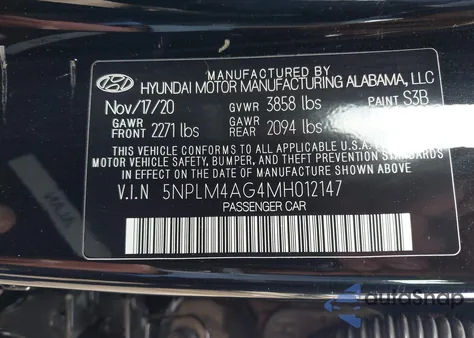 MANUFACTURED BY
HYUNDAI MOTOR MANUFACTURING ALABAMA, LLC
Nov/17/20 GVWR 3858 lbs PAINT S3B
GAWR FRONT 2271 lbs GAWR REAR 2094 lbs
THIS VEHICLE CONFORMS TO ALL APPLICABLE U.S.A
MOTOR VEHICLE SAFETY, BUMPER, AND THEFT PREVENTION STANDARDS
IN EFFECT ON THE DATE OF MANUFACTURE SHOWN ABOVE.
V.I.N 5NPLM4AG4MH012147
PASSENGER CAR
autoShop